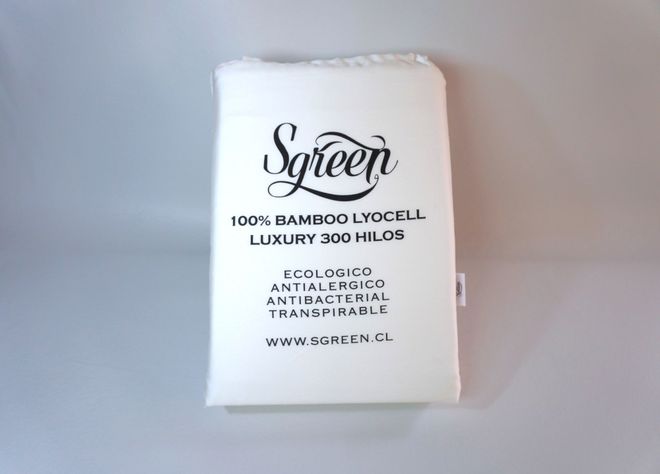 Sgreen
100% BAMBOO LYOCELL
LUXURY 300 HILOS
ECOLOGICO
ANTIALERGICO
ANTIBACTERIAL
TRANSPIRABLE
WWW.SGREEN.CL